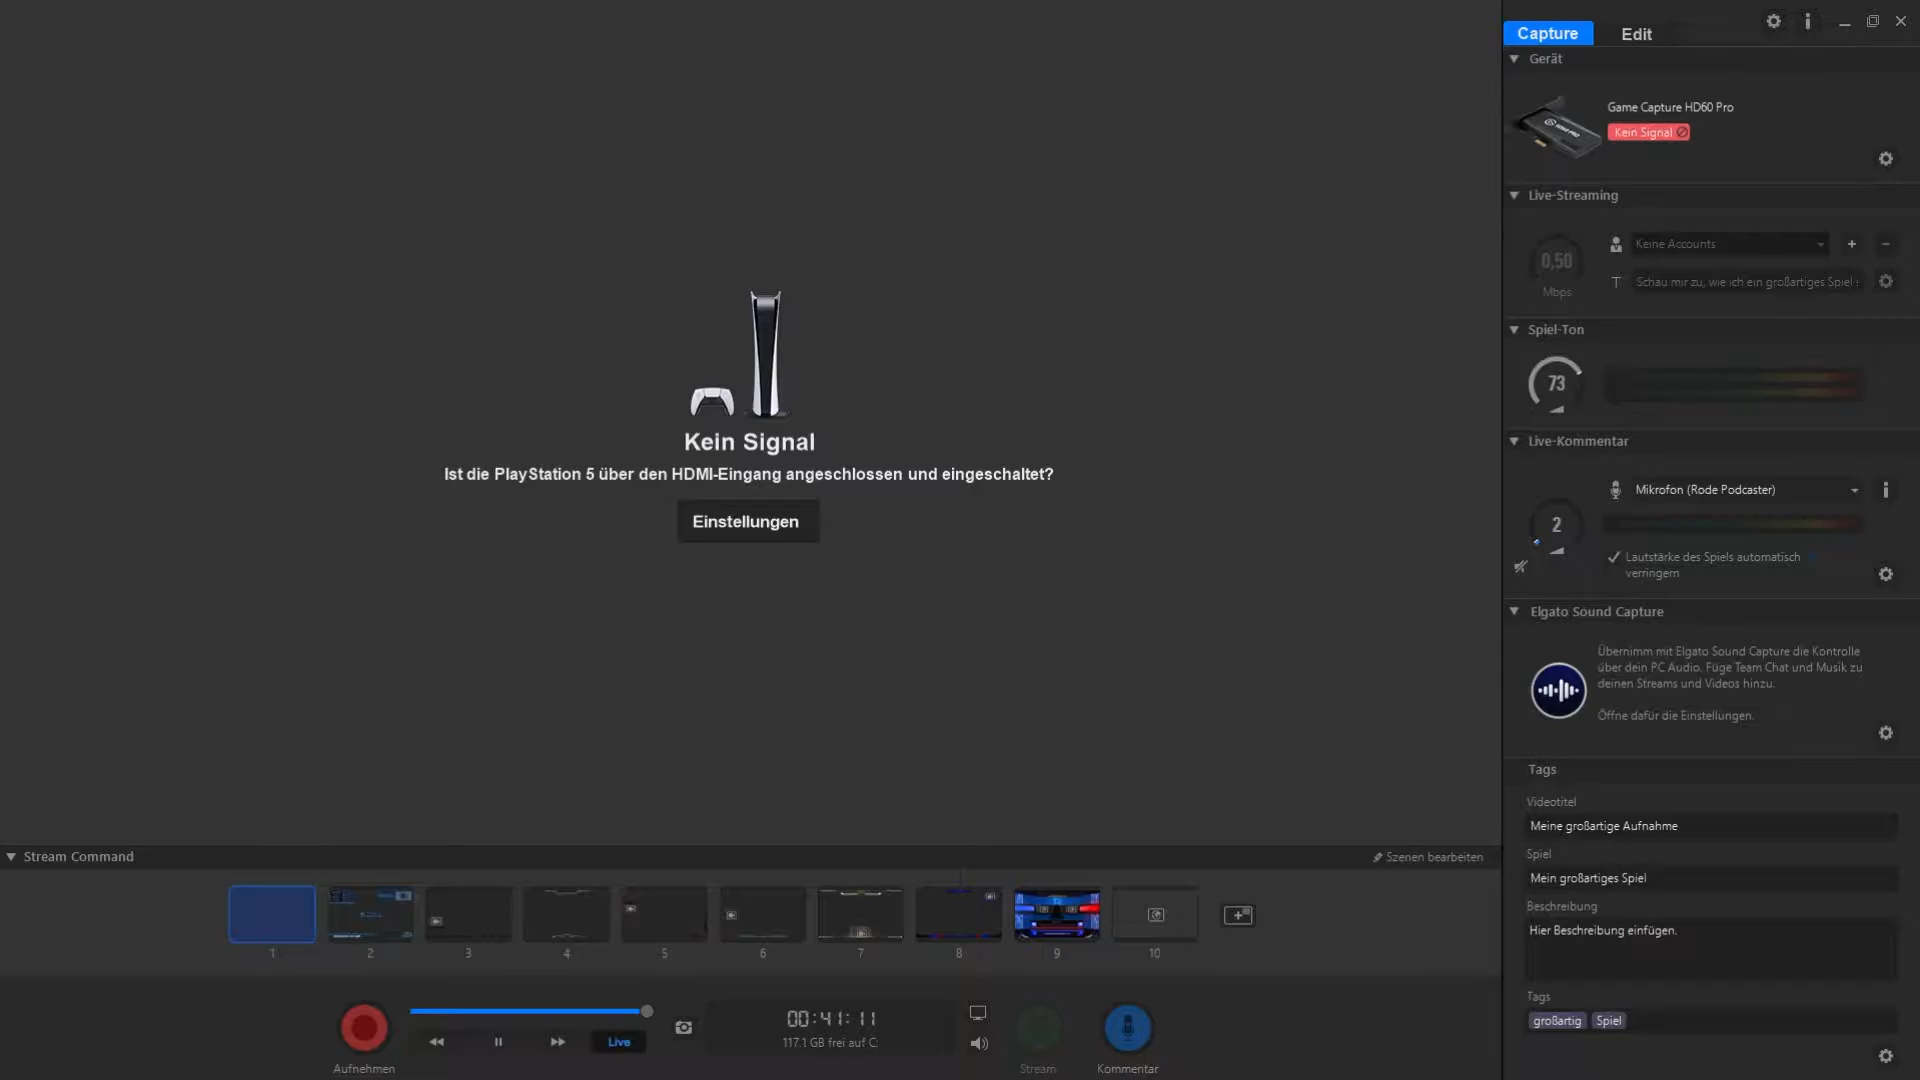 Capture
Edit
Gerät
Game Capture HD60 Pro
Kein Signal
Live-Streaming
0,50
Mbps
Keine Accounts
Schau mir zu, wie ich ein großartiges Spiel
Spiel-Ton
73
Live-Kommentar
Mikrofon (Rode Podcaster)
2
Lautstärke des Spiels automatisch
verringern
Elgato Sound Capture
Übernimm mit Elgato Sound Capture die Kontrolle
über dein PC Audio. Füge Team Chat und Musik zu
deinen Streams und Videos hinzu.
Öffne dafür die Einstellungen.
Tags
Videotitel
Meine großartige Aufnahme
Spiel
Mein großartiges Spiel
Beschreibung
Hier Beschreibung einfügen.
Tags
großartig Spiel
Kein Signal
Ist die PlayStation 5 über den HDMI-Eingang angeschlossen und eingeschaltet?
Einstellungen
Stream Command
Szenen bearbeiten
1 2 3 4 5 6 7 8 9 10
Aufnehmen
Live
00:41:11
117.1 GB frei auf C:
Stream
Kommentar